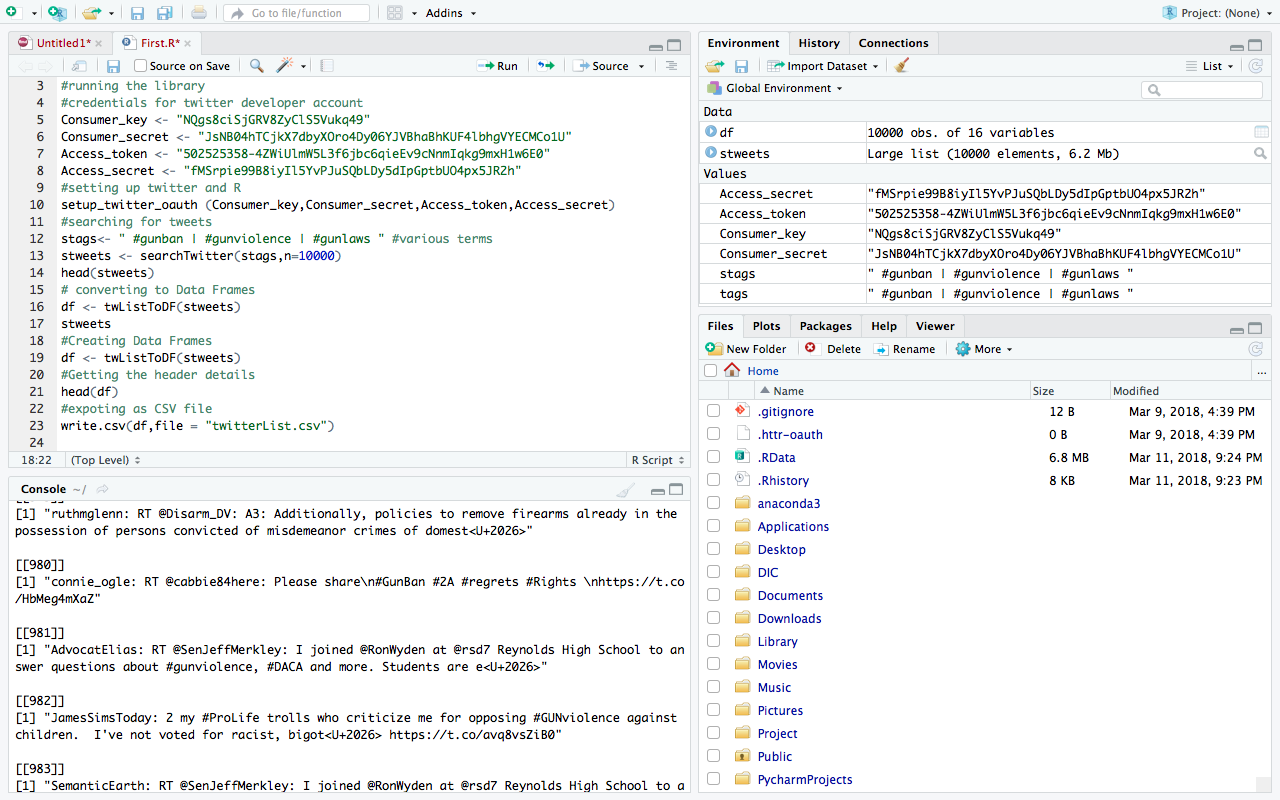 Go to file/function
Addins
Project: (None)
Untitled1*
First.R*
Source on Save
Run
Source
3 #running the library
4 #credentials for twitter developer account
5 Consumer_key <- "NQgs8ciSjGRV8ZyClS5Vukq49"
6 Consumer_secret <- "JsNB04hTCjkX7dbyXOro4Dy06YJVBhaBhKUF4lbhgVYECMCo1U"
7 Access_token <- "502525358-4ZWiUlmW5L3f6jbc6qieEv9cNnmIqkg9mxH1w6E0"
8 Access_secret <- "fMSrpie99B8iyIl5YvPJuSQbLDy5dIpGptbUO4px5JRZh"
9 #setting up twitter and R
10 setup_twitter_oauth (Consumer_key,Consumer_secret,Access_token,Access_secret)
11 #searching for tweets
12 stags<- " #gunban | #gunviolence | #gunlaws " #various terms
13 stweets <- searchTwitter(stags,n=10000)
14 head(stweets)
15 # converting to Data Frames
16 df <- twListToDF(stweets)
17 stweets
18 #Creating Data Frames
19 df <- twListToDF(stweets)
20 #Getting the header details
21 head(df)
22 #expoting as CSV file
23 write.csv(df,file = "twitterList.csv")
24
18:22 (Top Level) R Script
Console ~/
[1] "ruthmglenn: RT @Disarm_DV: A3: Additionally, policies to remove firearms already in the
possession of persons convicted of misdemeanor crimes of domest<U+2026>"
[[980]]
[1] "connie_ogle: RT @cabbie84here: Please share\n#GunBan #2A #regrets #Rights \nhttps://t.co
/HbMeg4mXaZ"
[[981]]
[1] "AdvocatElias: RT @SenJeffMerkley: I joined @RonWyden at @rsd7 Reynolds High School to an
swer questions about #gunviolence, #DACA and more. Students are e<U+2026>"
[[982]]
[1] "JamesSimsToday: 2 my #ProLife trolls who criticize me for opposing #GUNviolence against
children.  I've not voted for racist, bigot<U+2026> https://t.co/avq8vsZiB0"
[[983]]
[1] "SemanticEarth: RT @SenJeffMerkley: I joined @RonWyden at @rsd7 Reynolds High School to a
Environment History Connections
Import Dataset
List
Global Environment
Data
df 10000 obs. of 16 variables
stweets Large list (10000 elements, 6.2 Mb)
Values
Access_secret "fMSrpie99B8iyIl5YvPJuSQbLDy5dIpGptbUO4px5JRZh"
Access_token "502525358-4ZWiUlmW5L3f6jbc6qieEv9cNnmIqkg9mxH1w6E0"
Consumer_key "NQgs8ciSjGRV8ZyClS5Vukq49"
Consumer_secret "JsNB04hTCjkX7dbyXOro4Dy06YJVBhaBhKUF4lbhgVYECMCo1U"
stags " #gunban | #gunviolence | #gunlaws "
tags " #gunban | #gunviolence | #gunlaws "
Files Plots Packages Help Viewer
New Folder Delete Rename More
Home ...
Name Size Modified
.gitignore 12 B Mar 9, 2018, 4:39 PM
.httr-oauth 0 B Mar 9, 2018, 4:39 PM
.RData 6.8 MB Mar 11, 2018, 9:24 PM
.Rhistory 8 KB Mar 11, 2018, 9:23 PM
anaconda3
Applications
Desktop
DIC
Documents
Downloads
Library
Movies
Music
Pictures
Project
Public
PycharmProjects